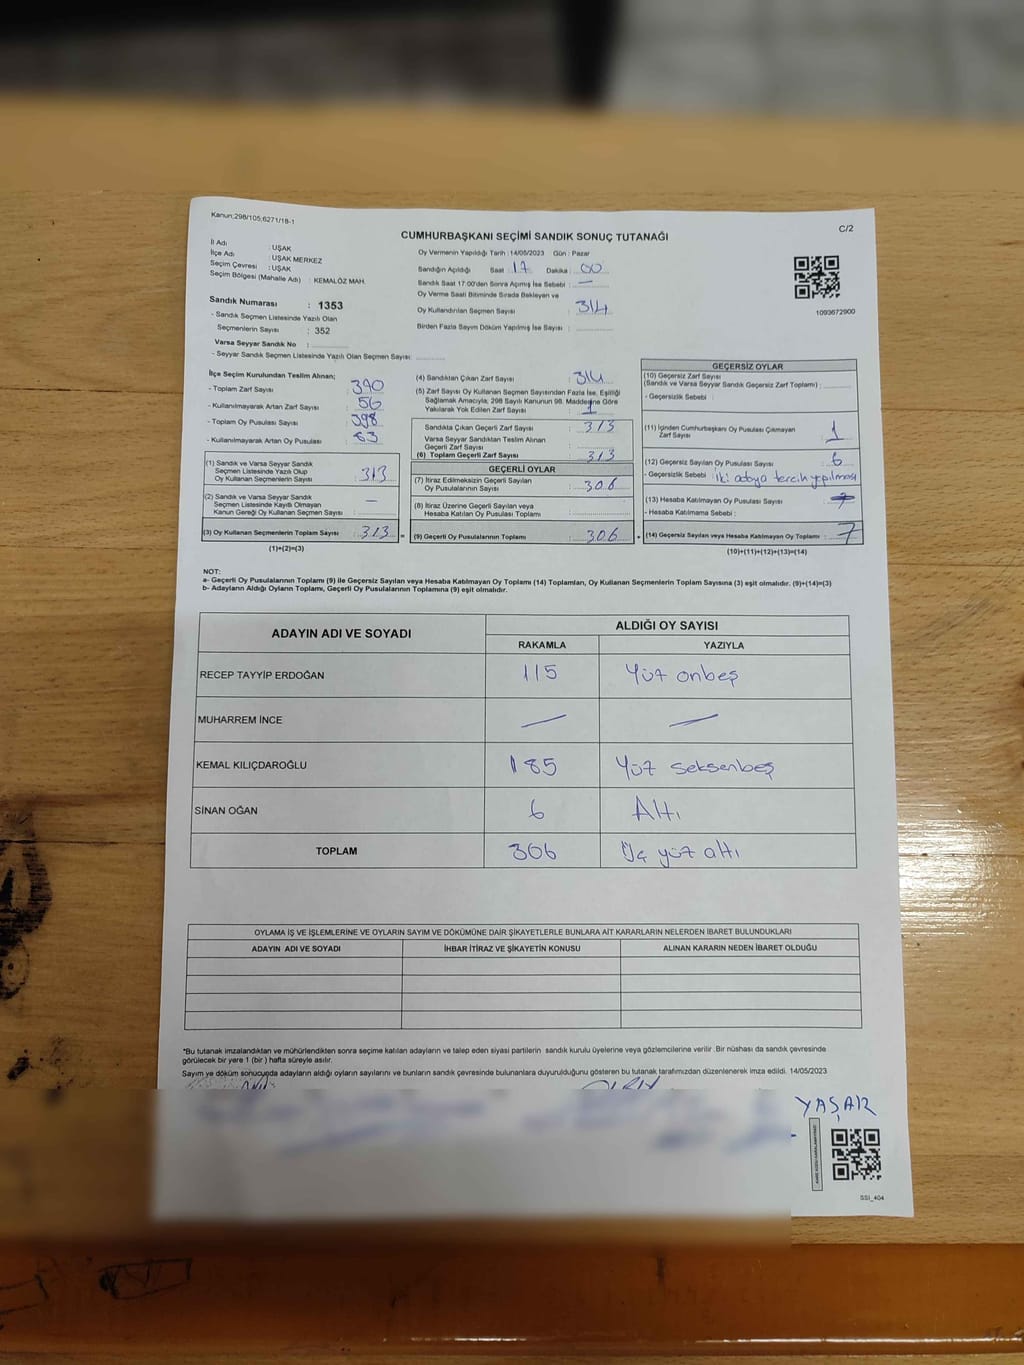 Kanun;298/105;6271/18-1
C/2
CUMHURBAŞKANI SEÇİMİ SANDIK SONUÇ TUTANAĞI
İl Adı : UŞAK
İlçe Adı : UŞAK MERKEZ
Seçim Çevresi : UŞAK
Seçim Bölgesi (Mahalle Adı) : KEMALÖZ MAH.
Sandık Numarası : 1353
- Sandık Seçmen Listesinde Yazılı Olan
Seçmenlerin Sayısı : 352
Varsa Seyyar Sandık No :
- Seyyar Sandık Seçmen Listesinde Yazılı Olan Seçmen Sayısı:
Oy Vermenin Yapıldığı Tarih : 14/05/2023 Gün : Pazar
Sandığın Açıldığı Saat : 17 Dakika : 00
Sandık Saat 17:00'den Sonra Açılmış İse Sebebi : —
Oy Verme Saati Bitiminde Sırada Bekleyen ve
Oy Kullandırılan Seçmen Sayısı : 314
Birden Fazla Sayım Döküm Yapılmış İse Sayısı :
1093672900
İlçe Seçim Kurulundan Teslim Alınan;
- Toplam Zarf Sayısı : 390
- Kullanılmayarak Artan Zarf Sayısı : 56
- Toplam Oy Pusulası : 398
- Kullanılmayarak Artan Oy Pusulası : 63
(1) Sandık ve Varsa Seyyar Sandık
Seçmen Listesinde Yazılı Olup
Oy Kullanan Seçmenlerin Sayısı : 313
(2) Sandık ve Varsa Seyyar Sandık
Seçmen Listesinde Kayıtlı Olmayan
Kanun Gereği Oy Kullanan Seçmen Sayısı : —
(3) Oy Kullanan Seçmenlerin Toplam Sayısı : 313 =
(1)+(2)=(3)
(4) Sandıktan Çıkan Zarf Sayısı : 314
(5) Zarf Sayısı Oy Kullanan Seçmen Sayısından Fazla İse, Eşitliği
Sağlamak Amacıyla; 298 Sayılı Kanunun 98. Maddesine Göre
Yakılarak Yok Edilen Zarf Sayısı : 1
Sandıkta Çıkan Geçerli Zarf Sayısı : 313
Varsa Seyyar Sandıktan Teslim Alınan
Geçerli Zarf Sayısı :
(6) Toplam Geçerli Zarf Sayısı : 313
GEÇERLİ OYLAR
(7) İtiraz Edilmeksizin Geçerli Sayılan
Oy Pusulalarının Sayısı : 306
(8) İtiraz Üzerine Geçerli Sayılan veya
Hesaba Katılan Oy Pusulası Toplamı :
(9) Geçerli Oy Pusulalarının Toplamı : 306 +
GEÇERSİZ OYLAR
(10) Geçersiz Zarf Sayısı
(Sandık ve Varsa Seyyar Sandık Geçersiz Zarf Toplamı) :
- Geçersizlik Sebebi :
(11) İçinden Cumhurbaşkanı Oy Pusulası Çıkmayan
Zarf Sayısı : 1
(12) Geçersiz Sayılan Oy Pusulası Sayısı : 6
- Geçersizlik Sebebi : iki adaya tercih yapılması
(13) Hesaba Katılmayan Oy Pusulası Sayısı
- Hesaba Katılmama Sebebi :
(14) Geçersiz Sayılan veya Hesaba Katılmayan Oy Toplamı : 7
(10)+(11)+(12)+(13)=(14)
NOT:
a- Geçerli Oy Pusulalarının Toplamı (9) ile Geçersiz Sayılan veya Hesaba Katılmayan Oy Toplamı (14) Toplamları, Oy Kullanan Seçmenlerin Toplam Sayısına (3) eşit olmalıdır. (9)+(14)=(3)
b- Adayların Aldığı Oyların Toplamı, Geçerli Oy Pusulalarının Toplamına (9) eşit olmalıdır.
ADAYIN ADI VE SOYADI ALDIĞI OY SAYISI
RAKAMLA YAZIYLA
RECEP TAYYİP ERDOĞAN 115 Yüz onbeş
MUHARREM İNCE — —
KEMAL KILIÇDAROĞLU 185 Yüz seksenbeş
SİNAN OĞAN 6 Altı
TOPLAM 306 Üç yüz altı
OYLAMA İŞ VE İŞLEMLERİNE VE OYLARIN SAYIM VE DÖKÜMÜNE DAİR ŞİKAYETLERLE BUNLARA AİT KARARLARIN NELERDEN İBARET BULUNDUKLARI
ADAYIN ADI VE SOYADI İHBAR İTİRAZ VE ŞİKAYETİN KONUSU ALINAN KARARIN NEDEN İBARET OLDUĞU
*Bu tutanak imzalandıktan ve mühürlendikten sonra seçime katılan adayların ve talep eden siyasi partilerin sandık kurulu üyelerine veya gözlemcilerine verilir .Bir nüshası da sandık çevresinde
görülecek bir yere 1 (bir ) hafta süreyle asılır.
Sayım ve döküm sonucunda adayların aldığı oyların sayılarını ve bunların sandık çevresinde bulunanlara duyurulduğunu gösteren bu tutanak tarafımızdan düzenlenerek imza edildi. 14/05/2023
YAŞAR
SSI_404